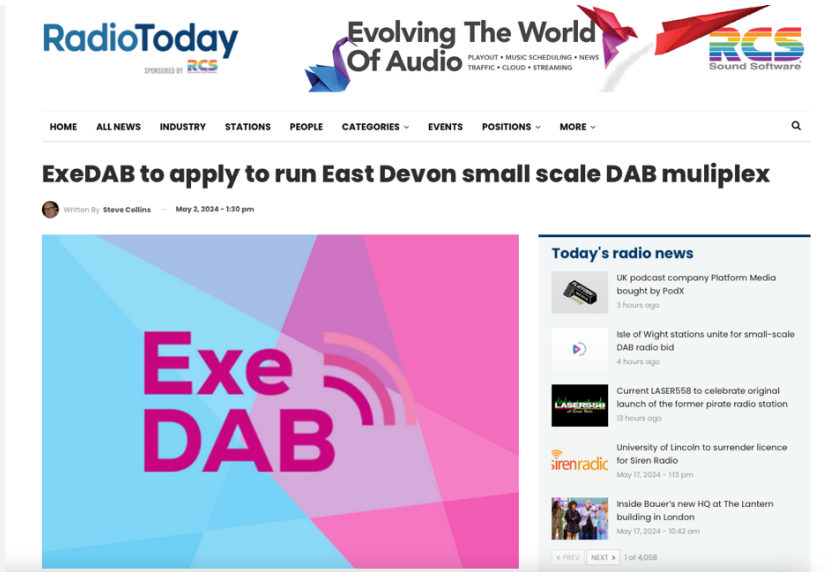 RadioToday
SPONSORED BY RCS
Evolving The World
Of Audio
PLAYOUT • MUSIC SCHEDULING • NEWS
TRAFFIC • CLOUD • STREAMING
RCS
Sound Software
HOME ALL NEWS INDUSTRY STATIONS PEOPLE CATEGORIES EVENTS POSITIONS MORE
ExeDAB to apply to run East Devon small scale DAB muliplex
Written By Steve Collins — May 2, 2024 - 1:30 pm
Exe
DAB
Today's radio news
UK podcast company Platform Media
bought by PodX
3 hours ago
Isle of Wight stations unite for small-scale
DAB radio bid
4 hours ago
LASER558
Current LASER558 to celebrate original
launch of the former pirate radio station
13 hours ago
sirenradio
University of Lincoln to surrender licence
for Siren Radio
May 17, 2024 - 1:13 pm
Inside Bauer's new HQ at The Lantern
building in London
May 17, 2024 - 10:42 am
< PREV NEXT > 1 of 4,058